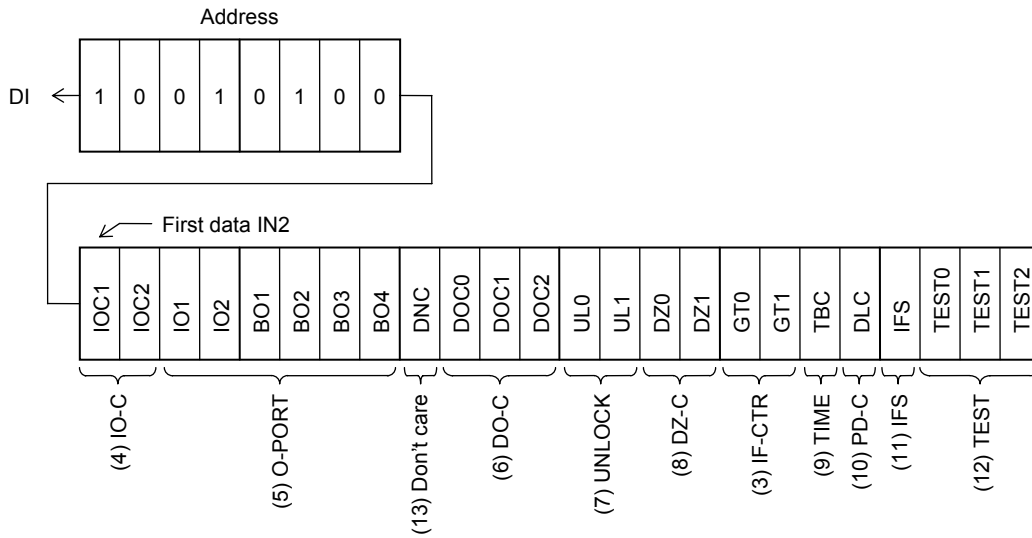 Address
DI 1 0 0 1 0 1 0 0
First data IN2
IOC1 IOC2 IO1 IO2 BO1 BO2 BO3 BO4 DNC DOC0 DOC1 DOC2 UL0 UL1 DZ0 DZ1 GT0 GT1 TBC DLC IFS TEST0 TEST1 TEST2
(4) IO-C
(5) O-PORT
(13) Don't care
(6) DO-C
(7) UNLOCK
(8) DZ-C
(3) IF-CTR
(9) TIME
(10) PD-C
(11) IFS
(12) TEST